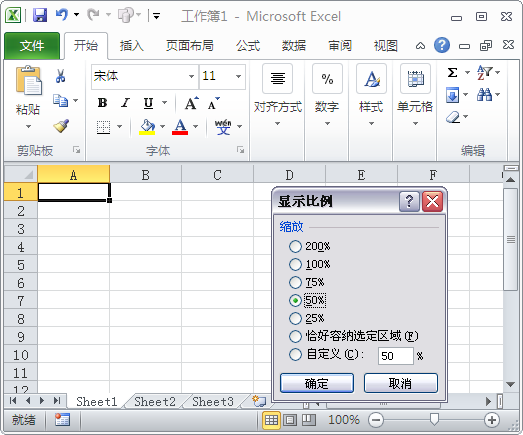 工作簿1 - Microsoft Excel
文件 开始 插入 页面布局 公式 数据 审阅 视图
宋体 11
粘贴
B I U A A
A wén 文
剪贴板 字体
对齐方式 % 数字 A 样式 单元格
Σ A Z
编辑
A B C D E F
1
2
3
4
5
6
7
8
9
10
11
12
显示比例
缩放
200%
100%
75%
50%
25%
恰好容纳选定区域(F)
自定义(C): 50 %
确定 取消
Sheet1 Sheet2 Sheet3
就绪 100%